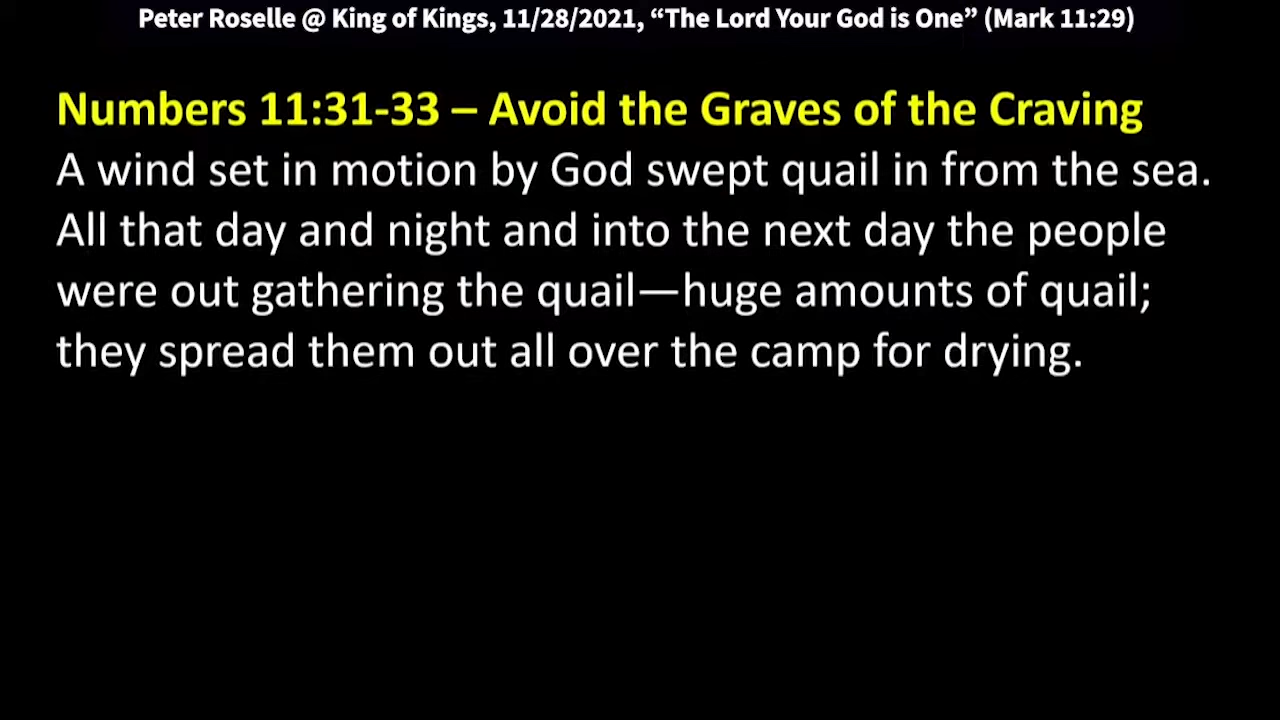 Peter Roselle @ King of Kings, 11/28/2021, “The Lord Your God is One” (Mark 11:29)
Numbers 11:31-33 – Avoid the Graves of the Craving
A wind set in motion by God swept quail in from the sea.
All that day and night and into the next day the people
were out gathering the quail—huge amounts of quail;
they spread them out all over the camp for drying.